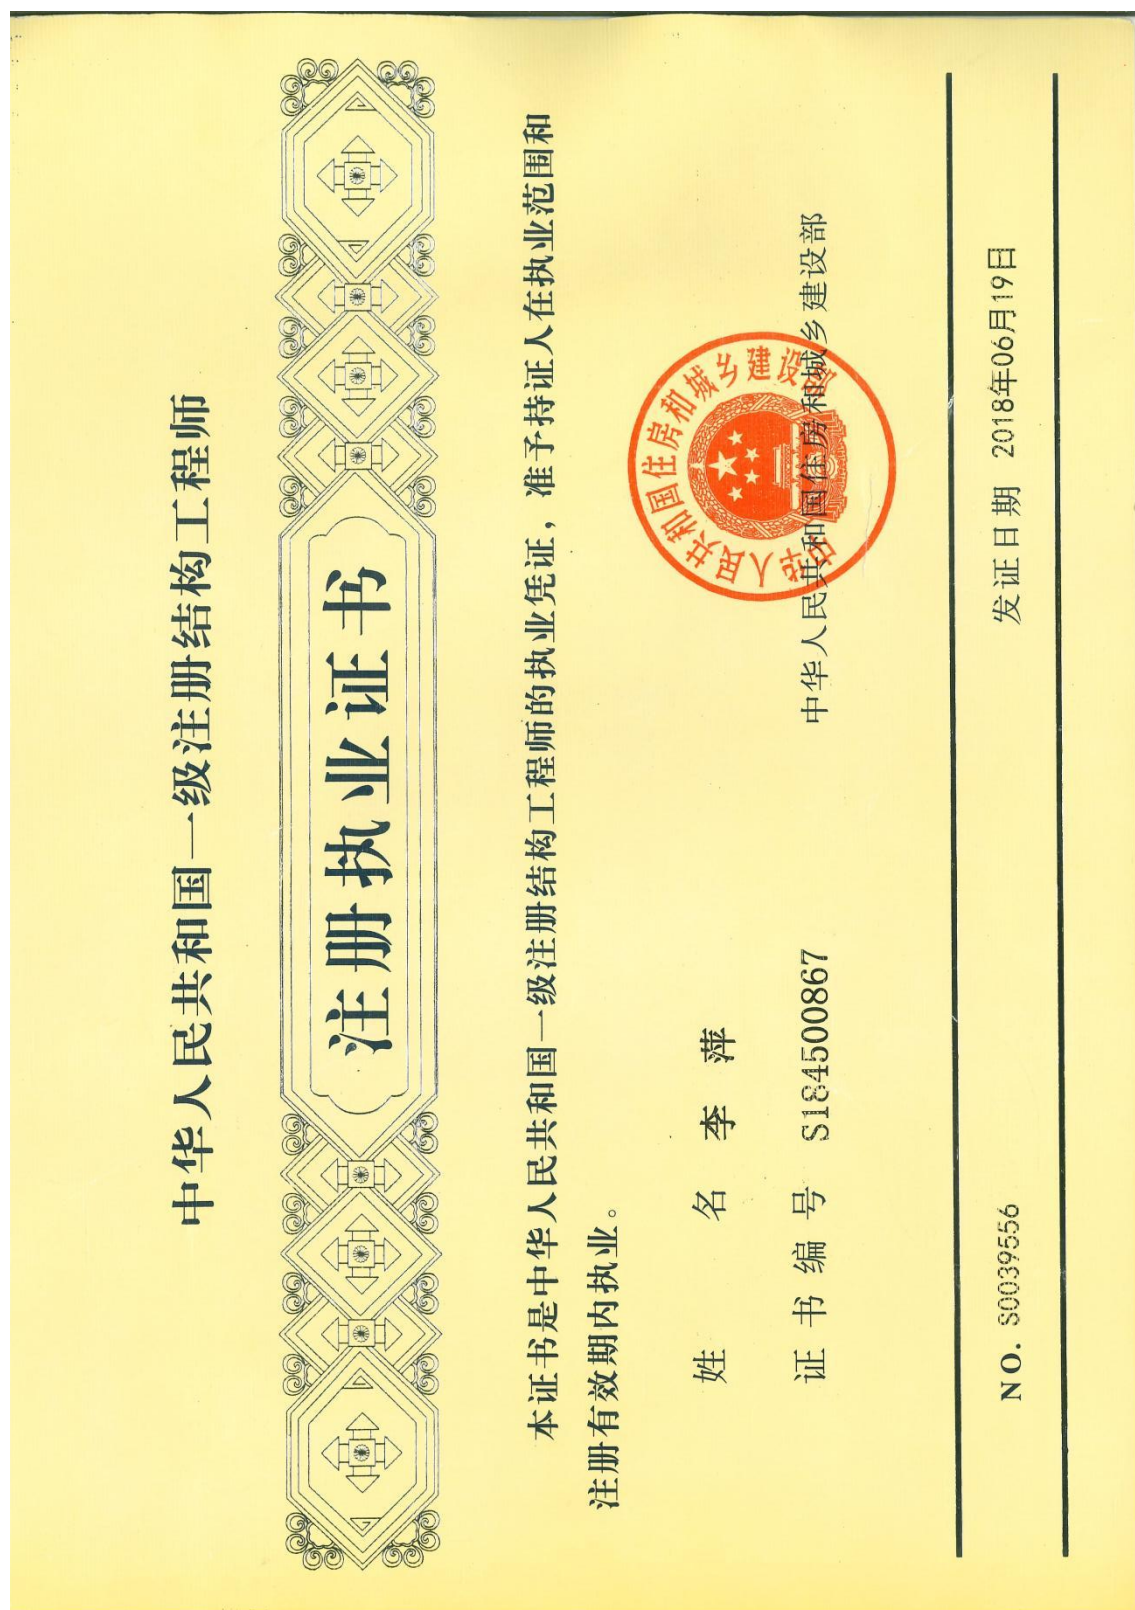 中华人民共和国一级注册结构工程师
注册执业证书
本证书是中华人民共和国一级注册结构工程师的执业凭证，准予持证人在执业范围和
注册有效期内执业。
姓 名 李 萍
证书编号 S184500867
中华人民共和国住房和城乡建设部
中华人民共和国住房和城乡建设部
NO. S0039556
发证日期 2018年06月19日